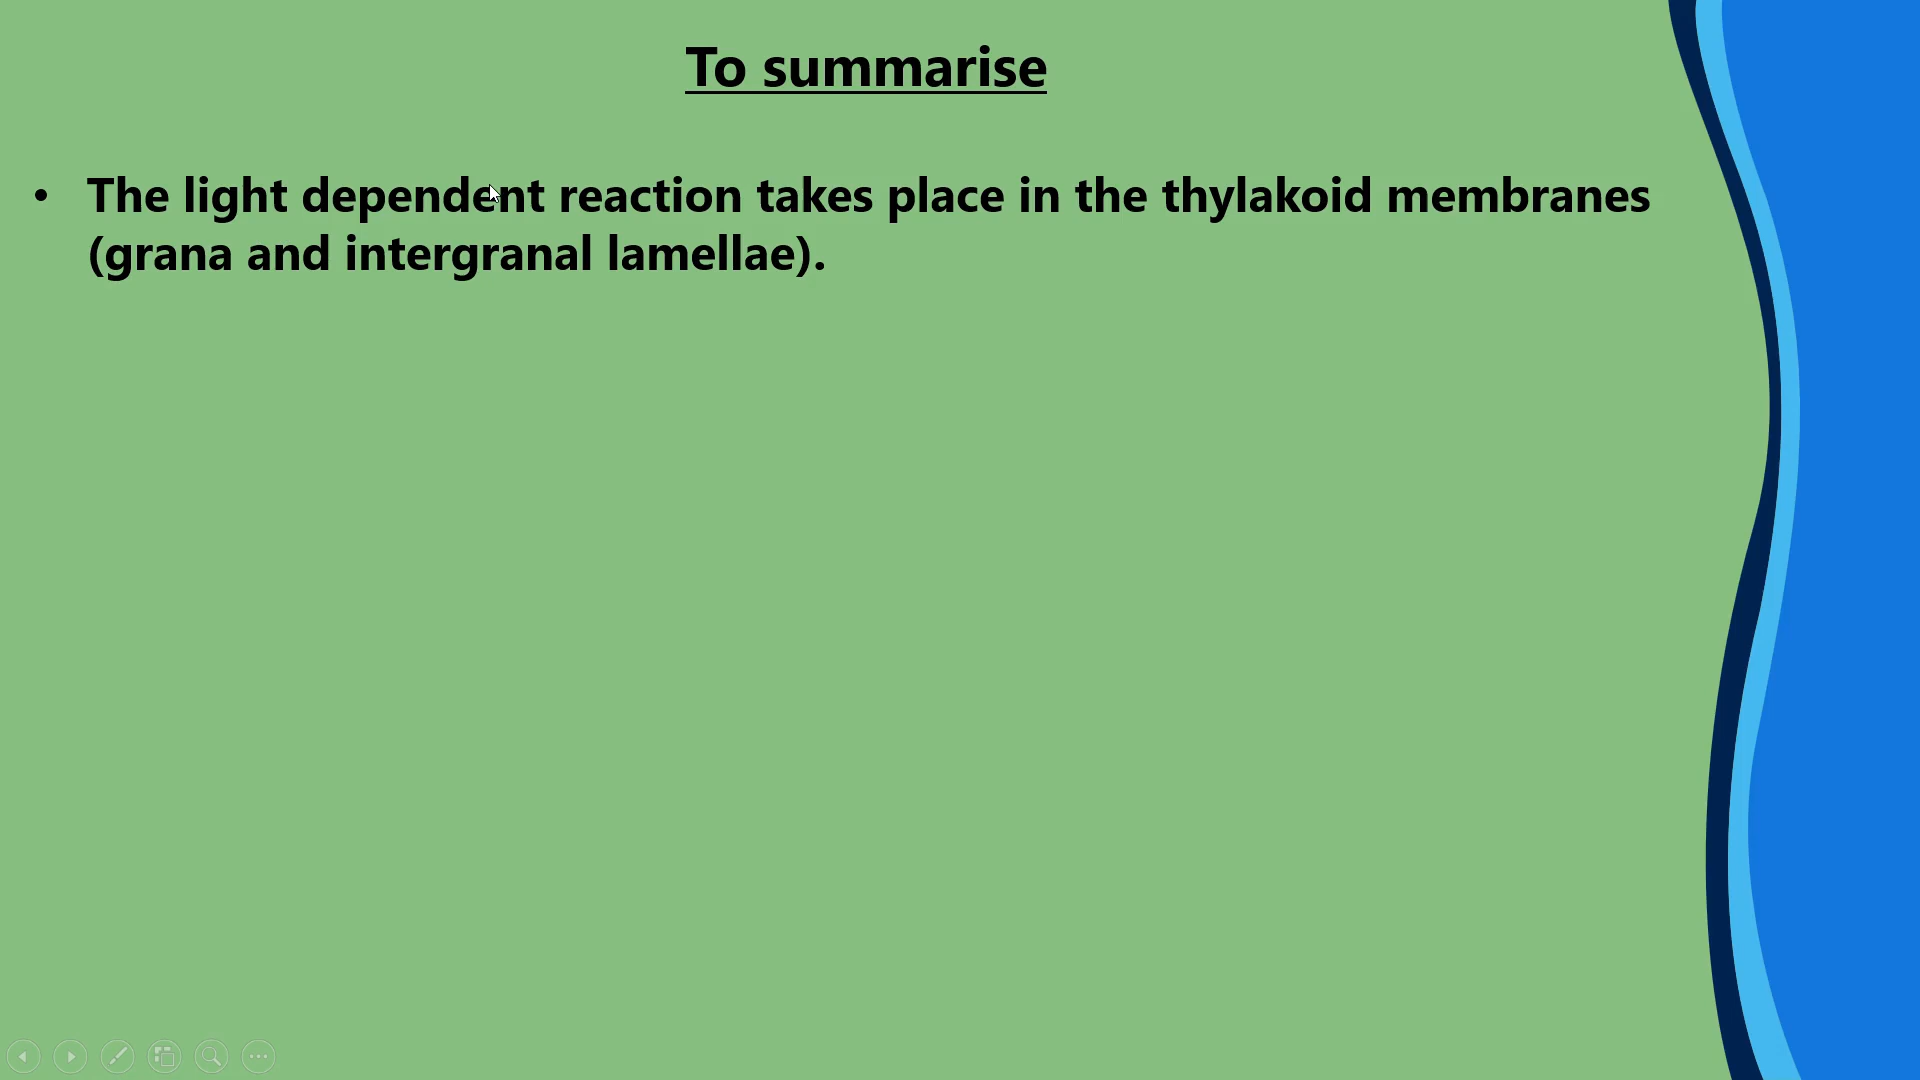 To summarise
• The light dependent reaction takes place in the thylakoid membranes
(grana and intergranal lamellae).